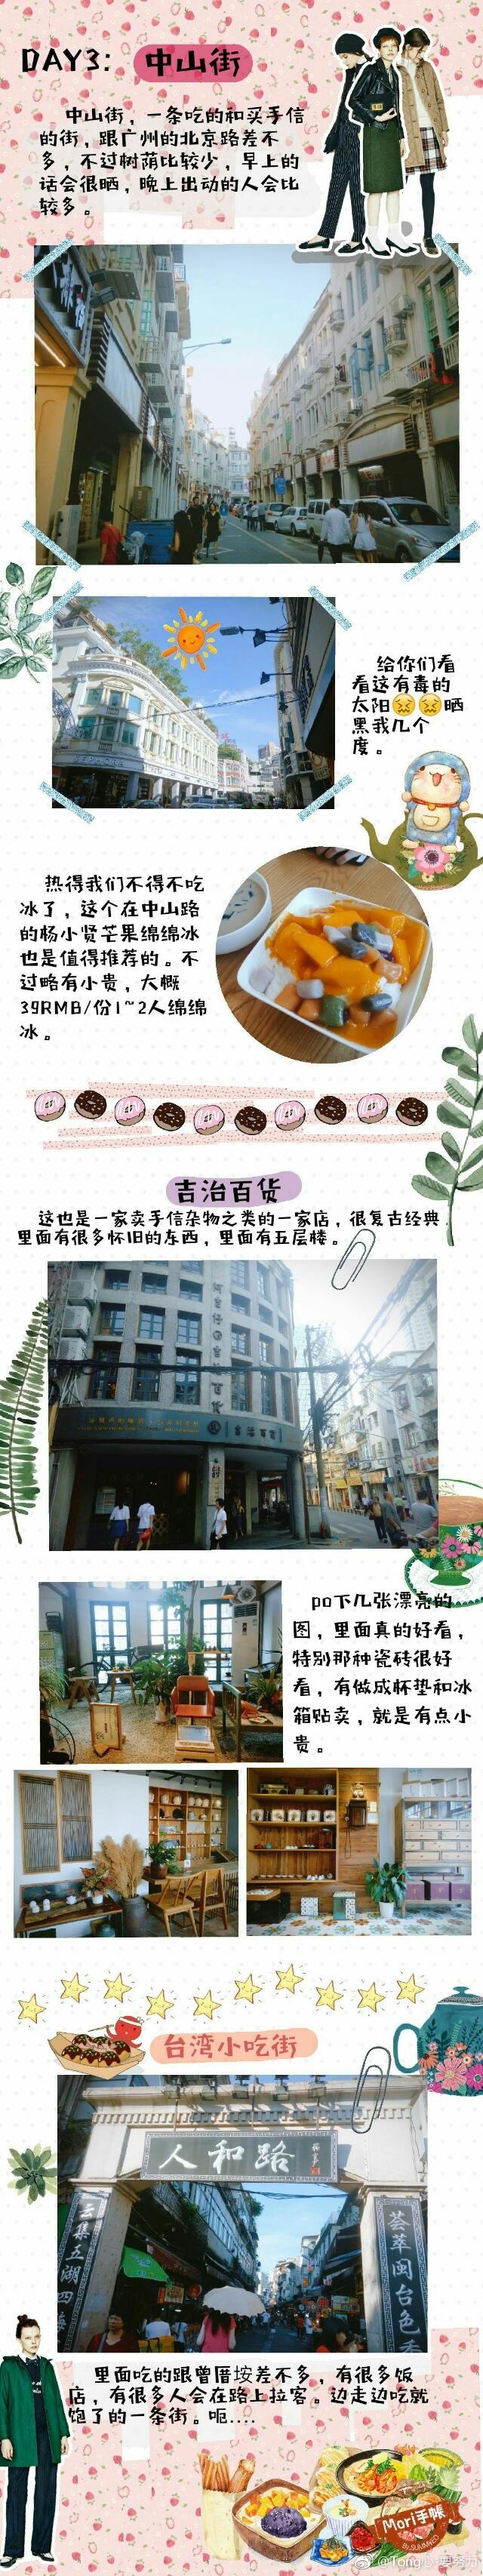 DAY3: 中山街
中山街，一条吃的和买手信
的街，跟广州的北京路差不
多，不过树荫比较少，早上的
话会很晒，晚上出动的人会比
较多。
给你们看
看这有毒的
太阳😖😖晒
黑我几个
度。
热得我们不得不吃
冰了，这个在中山路
的杨小贤芒果绵绵冰
也是值得推荐的。不
过略有小贵，大概
39RMB/份1~2人绵绵
冰。
吉治百货
这也是一家卖手信杂物之类的一家店，很复古经典
里面有很多怀旧的东西，里面有五层楼。
吉治百货
po下几张漂亮的
图，里面真的好看，
特别那种瓷砖很好
看，有做成杯垫和冰
箱贴卖，就是有点小
贵。
台湾小吃街
人和路
云集五湖四海
荟萃闽台色香
里面吃的跟曾厝垵差不多，有很多饭
店，有很多人会在路上拉客。边走边吃就
饱了的一条街。呃....
Mori手帐